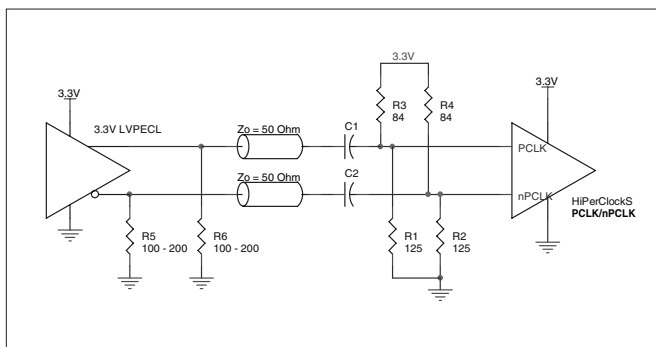 3.3V
3.3V
3.3V
3.3V LVPECL
R3
84
R4
84
Zo = 50 Ohm
C1
PCLK
Zo = 50 Ohm
C2
nPCLK
HiPerClockS
PCLK/nPCLK
R5
100 - 200
R6
100 - 200
R1
125
R2
125